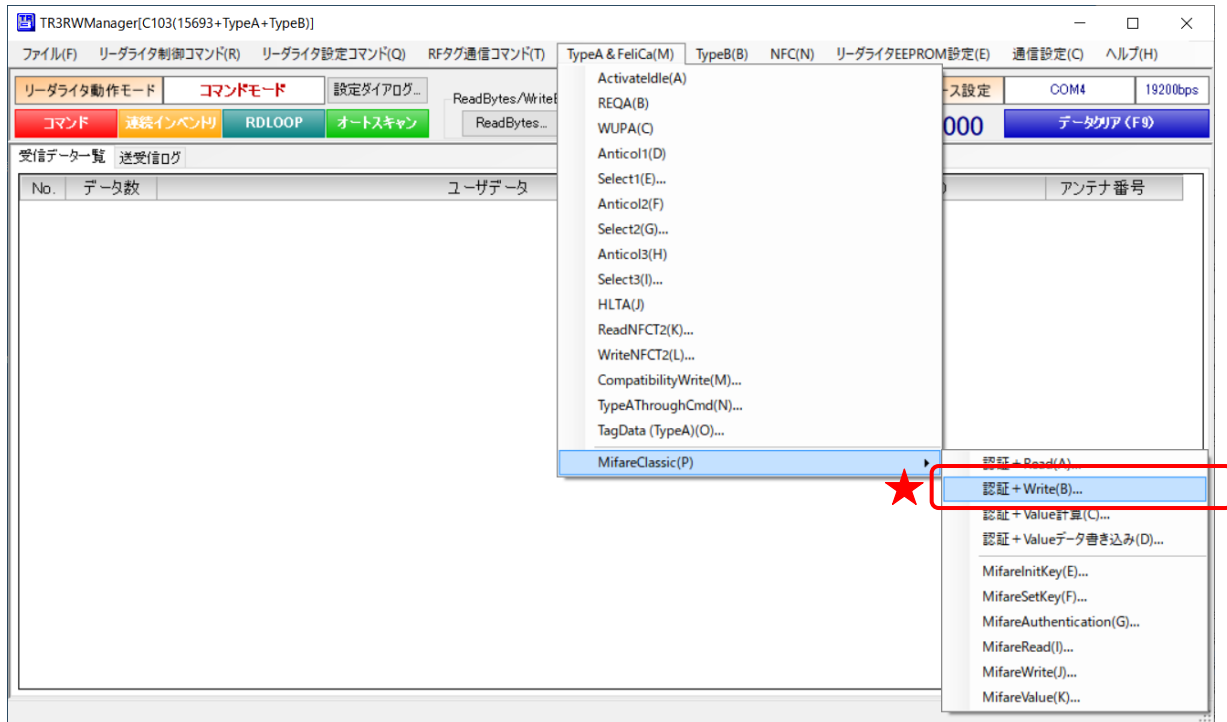 TR3RWManager[C103(15693+TypeA+TypeB)]
ファイル(F) リーダライタ制御コマンド(R) リーダライタ設定コマンド(Q) RFタグ通信コマンド(T) TypeA & FeliCa(M) TypeB(B) NFC(N) リーダライタEEPROM設定(E) 通信設定(C) ヘルプ(H)
リーダライタ動作モード コマンドモード 設定ダイアログ... ース設定 COM4 19200bps
ReadBytes/WriteB
コマンド 連続インベントリ RDLOOP オートスキャン ReadBytes... 000 データクリア(F9)
受信データ一覧 送受信ログ
No. データ数 ユーザデータ アンテナ番号
ActivateIdle(A)
REQA(B)
WUPA(C)
Anticol1(D)
Select1(E)...
Anticol2(F)
Select2(G)...
Anticol3(H)
Select3(I)...
HLTA(J)
ReadNFCT2(K)...
WriteNFCT2(L)...
CompatibilityWrite(M)...
TypeAThroughCmd(N)...
TagData (TypeA)(O)...
MifareClassic(P)
認証+Read(A)...
認証+Write(B)...
認証+Value計算(C)...
認証+Valueデータ書き込み(D)...
MifareInitKey(E)...
MifareSetKey(F)...
MifareAuthentication(G)...
MifareRead(I)...
MifareWrite(J)...
MifareValue(K)...